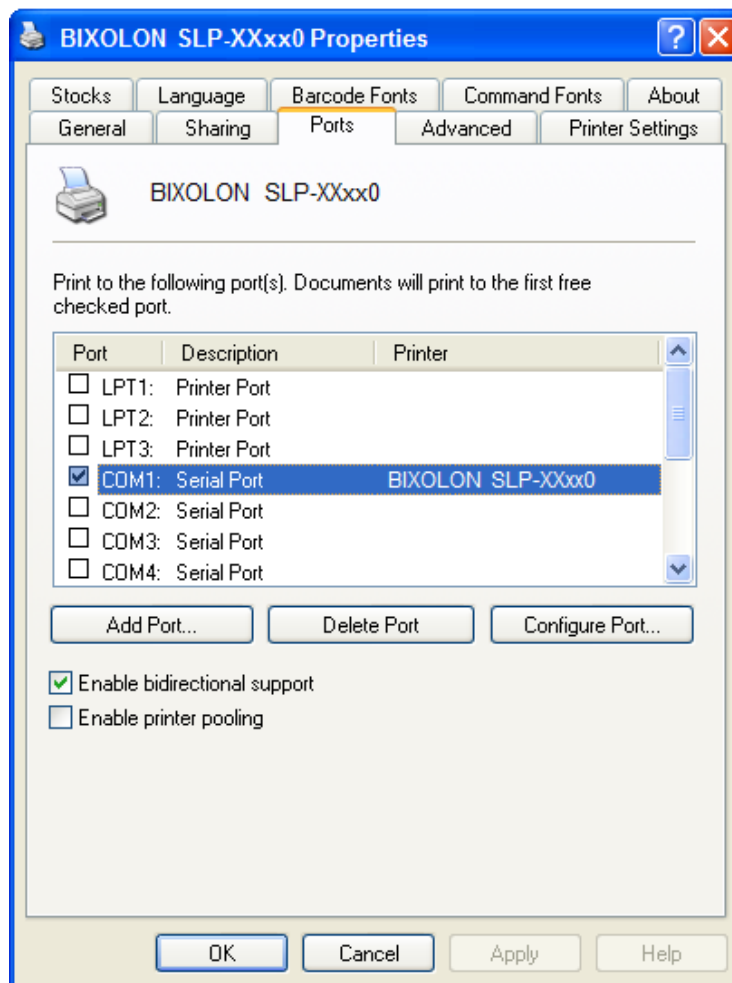 BIXOLON SLP-XXxx0 Properties
Stocks Language Barcode Fonts Command Fonts About
General Sharing Ports Advanced Printer Settings
BIXOLON SLP-XXxx0
Print to the following port(s). Documents will print to the first free
checked port.
Port Description Printer
LPT1: Printer Port
LPT2: Printer Port
LPT3: Printer Port
COM1: Serial Port BIXOLON SLP-XXxx0
COM2: Serial Port
COM3: Serial Port
COM4: Serial Port
Add Port... Delete Port Configure Port...
Enable bidirectional support
Enable printer pooling
OK Cancel Apply Help